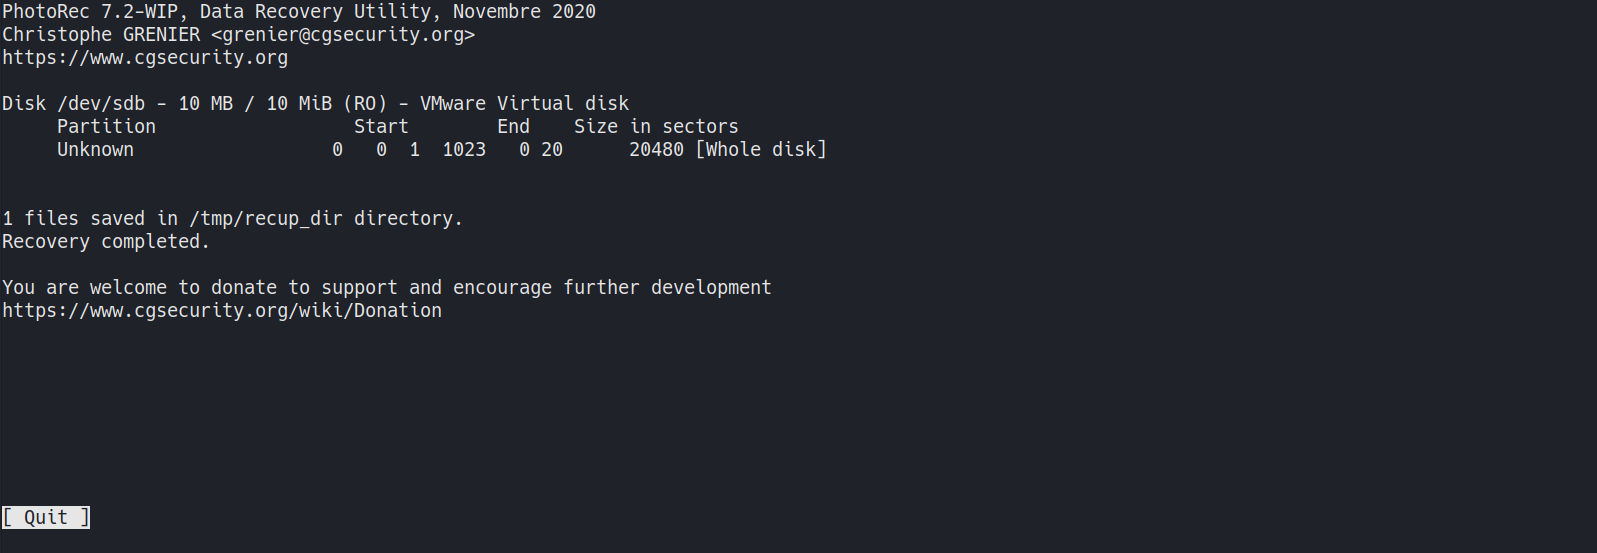 PhotoRec 7.2-WIP, Data Recovery Utility, Novembre 2020
Christophe GRENIER <grenier@cgsecurity.org>
https://www.cgsecurity.org
Disk /dev/sdb - 10 MB / 10 MiB (RO) - VMware Virtual disk
Partition Start End Size in sectors
Unknown 0 0 1 1023 0 20 20480 [Whole disk]
1 files saved in /tmp/recup_dir directory.
Recovery completed.
You are welcome to donate to support and encourage further development
https://www.cgsecurity.org/wiki/Donation
[ Quit ]